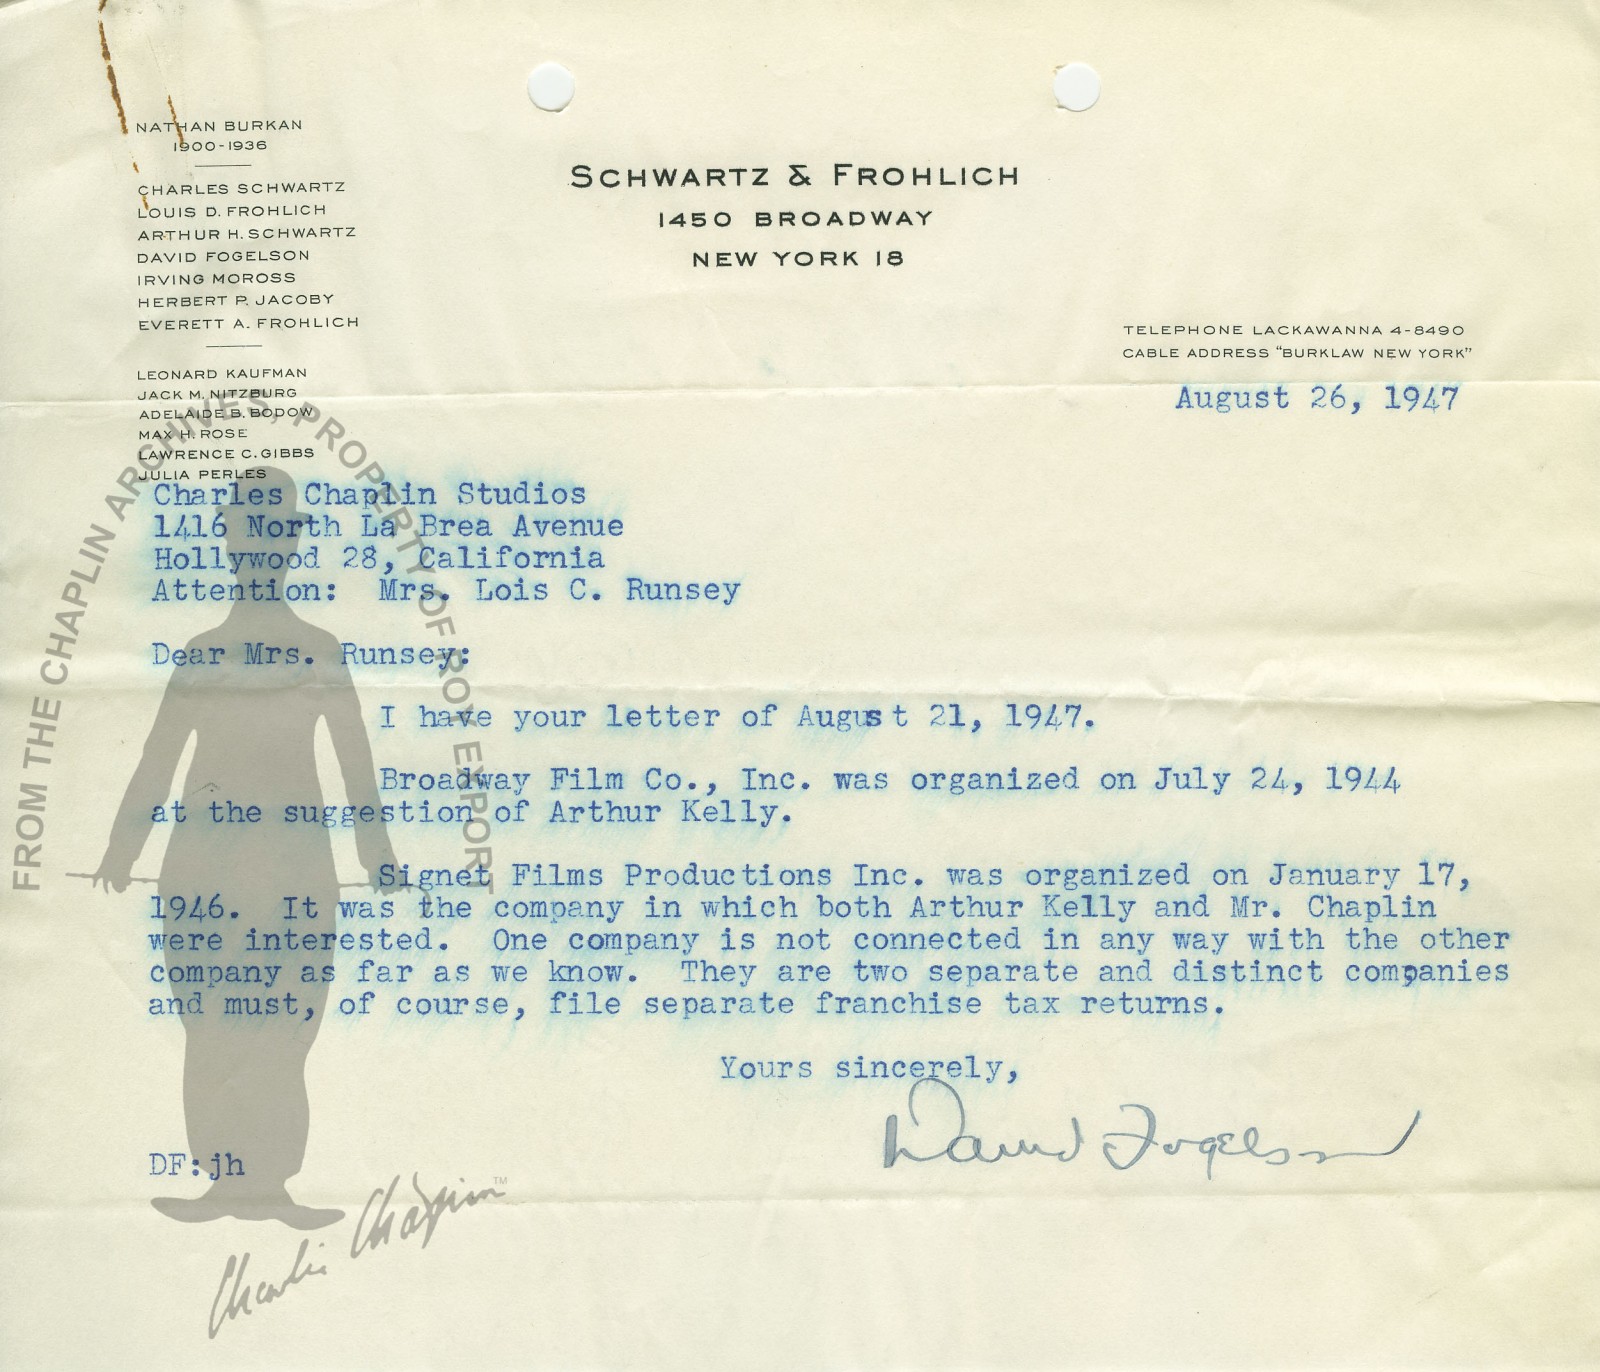 NATHAN BURKAN
1900-1936
CHARLES SCHWARTZ
LOUIS D. FROHLICH
ARTHUR H. SCHWARTZ
DAVID FOGELSON
IRVING MOROSS
HERBERT P. JACOBY
EVERETT A. FROHLICH
LEONARD KAUFMAN
JACK M. NITZBURG
ADELAIDE B. BODOW
MAX H. ROSE
LAWRENCE C. GIBBS
JULIA PERLES
SCHWARTZ & FROHLICH
1450 BROADWAY
NEW YORK 18
TELEPHONE LACKAWANNA 4-8490
CABLE ADDRESS "BURKLAW NEW YORK"
August 26, 1947
Charles Chaplin Studios
1416 North La Brea Avenue
Hollywood 28, California
Attention: Mrs. Lois C. Runsey
Dear Mrs. Runsey:
I have your letter of August 21, 1947.
Broadway Film Co., Inc. was organized on July 24, 1944
at the suggestion of Arthur Kelly.
Signet Films Productions Inc. was organized on January 17,
1946. It was the company in which both Arthur Kelly and Mr. Chaplin
were interested. One company is not connected in any way with the other
company as far as we know. They are two separate and distinct companies
and must, of course, file separate franchise tax returns.
Yours sincerely,
David Fogelson
DF:jh
FROM THE CHAPLIN ARCHIVES, PROPERTY OF ROY EXPORT
Charlie Chaplin™